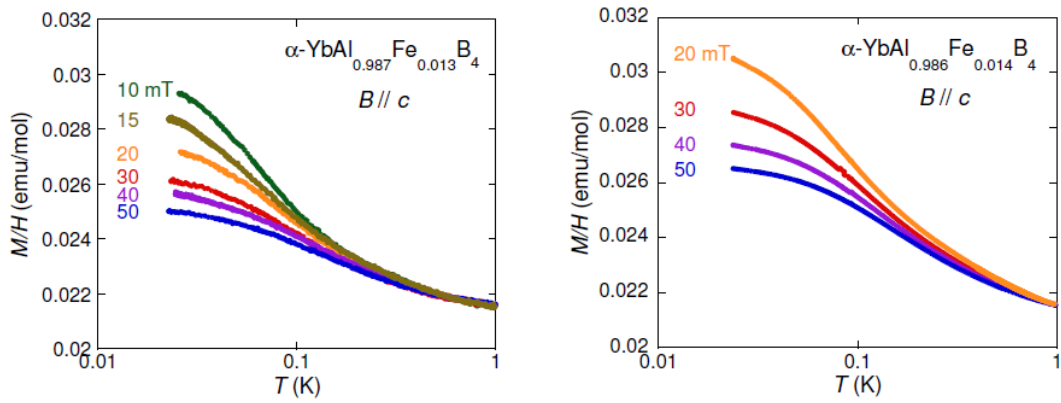 0.032
0.03
0.028
0.026
0.024
0.022
0.02
M/H (emu/mol)
α-YbAl0.987Fe0.013B4
B // c
10 mT
15
20
30
40
50
0.01
0.1
1
T (K)
0.032
0.03
0.028
0.026
0.024
0.022
0.02
M/H (emu/mol)
α-YbAl0.986Fe0.014B4
B // c
20 mT
30
40
50
0.01
0.1
1
T (K)